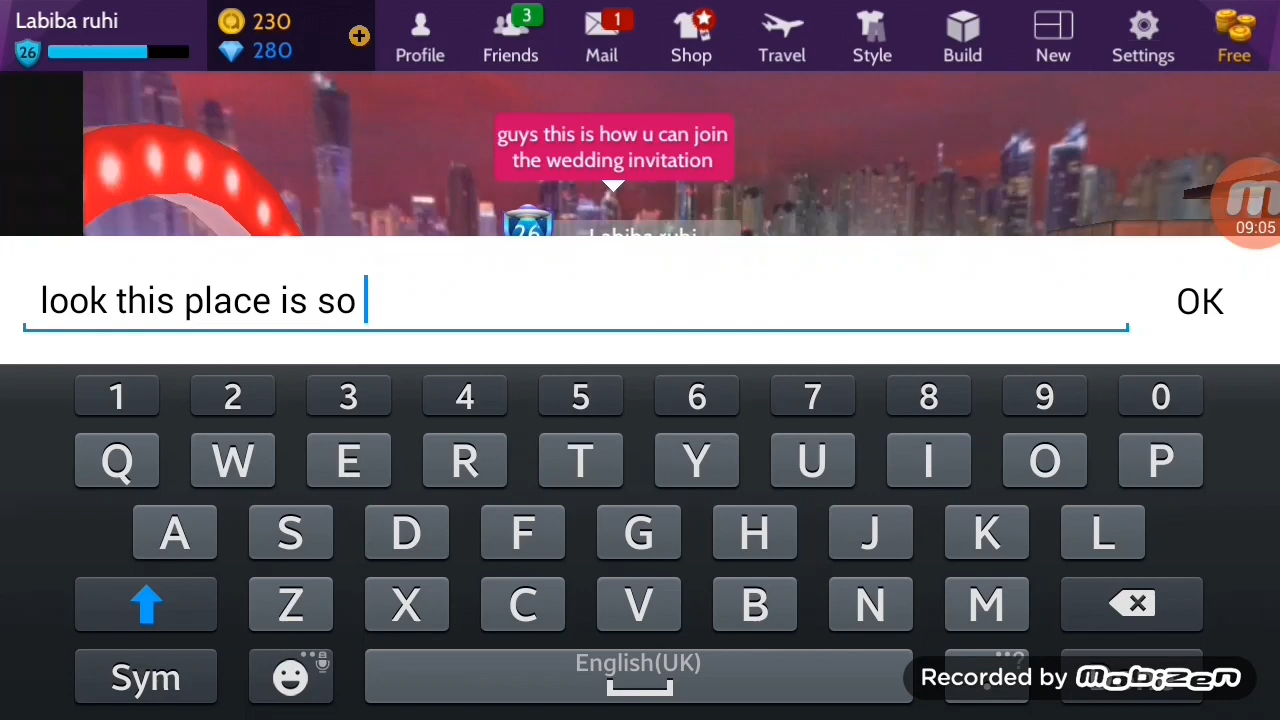 Labiba ruhi
26
230
280
3
1
Profile
Friends
Mail
Shop
Travel
Style
Build
New
Settings
Free
guys this is how u can join
the wedding invitation
26
Labiba ruhi
09:05
look this place is so
OK
1 2 3 4 5 6 7 8 9 0
Q W E R T Y U I O P
A S D F G H J K L
Z X C V B N M
Sym
English(UK)
Recorded by Mobizen